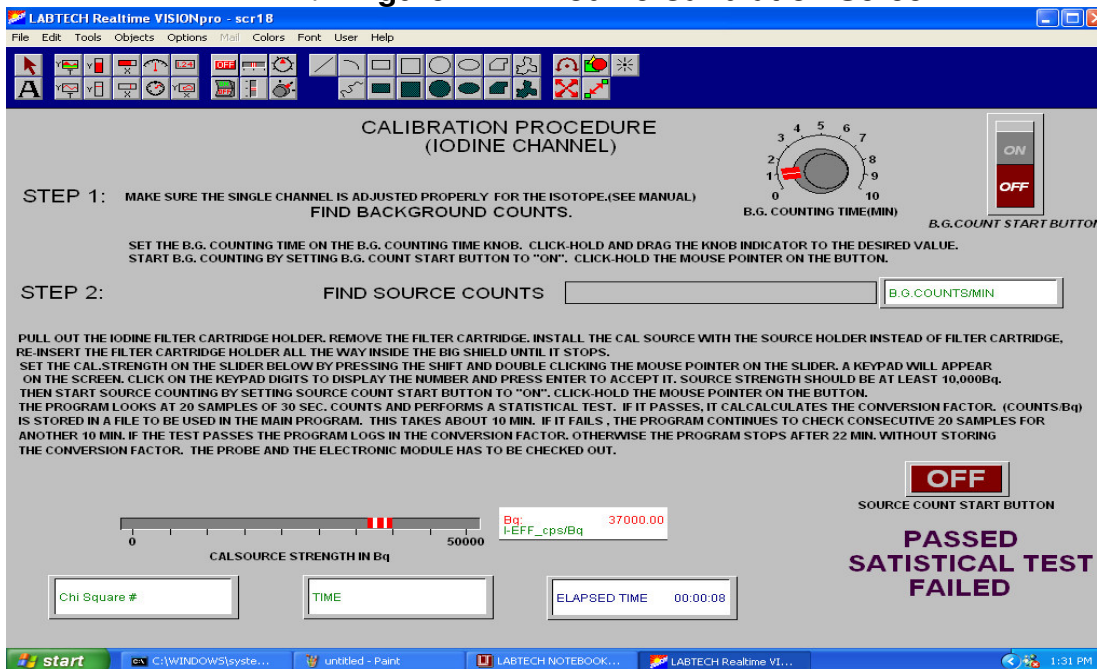 LABTECH Realtime VISIONpro - scr18
File Edit Tools Objects Options Mail Colors Font User Help
A
CALIBRATION PROCEDURE
(IODINE CHANNEL)
0 1 2 3 4 5 6 7 8 9 10
B.G. COUNTING TIME(MIN)
ON
OFF
B.G.COUNT START BUTTON
STEP 1: MAKE SURE THE SINGLE CHANNEL IS ADJUSTED PROPERLY FOR THE ISOTOPE.(SEE MANUAL)
FIND BACKGROUND COUNTS.
SET THE B.G. COUNTING TIME ON THE B.G. COUNTING TIME KNOB. CLICK-HOLD AND DRAG THE KNOB INDICATOR TO THE DESIRED VALUE.
START B.G. COUNTING BY SETTING B.G. COUNT START BUTTON TO "ON". CLICK-HOLD THE MOUSE POINTER ON THE BUTTON.
STEP 2: FIND SOURCE COUNTS B.G.COUNTS/MIN
PULL OUT THE IODINE FILTER CARTRIDGE HOLDER. REMOVE THE FILTER CARTRIDGE. INSTALL THE CAL SOURCE WITH THE SOURCE HOLDER INSTEAD OF FILTER CARTRIDGE,
RE-INSERT THE FILTER CARTRIDGE HOLDER ALL THE WAY INSIDE THE BIG SHIELD UNTIL IT STOPS.
SET THE CAL.STRENGTH ON THE SLIDER BELOW BY PRESSING THE SHIFT AND DOUBLE CLICKING THE MOUSE POINTER ON THE SLIDER. A KEYPAD WILL APPEAR
ON THE SCREEN. CLICK ON THE KEYPAD DIGITS TO DISPLAY THE NUMBER AND PRESS ENTER TO ACCEPT IT. SOURCE STRENGTH SHOULD BE AT LEAST 10,000Bq.
THEN START SOURCE COUNTING BY SETTING SOURCE COUNT START BUTTON TO "ON". CLICK-HOLD THE MOUSE POINTER ON THE BUTTON.
THE PROGRAM LOOKS AT 20 SAMPLES OF 30 SEC. COUNTS AND PERFORMS A STATISTICAL TEST. IF IT PASSES, IT CALCALCULATES THE CONVERSION FACTOR. (COUNTS/Bq)
IS STORED IN A FILE TO BE USED IN THE MAIN PROGRAM. THIS TAKES ABOUT 10 MIN. IF IT FAILS , THE PROGRAM CONTINUES TO CHECK CONSECUTIVE 20 SAMPLES FOR
ANOTHER 10 MIN. IF THE TEST PASSES THE PROGRAM LOGS IN THE CONVERSION FACTOR. OTHERWISE THE PROGRAM STOPS AFTER 22 MIN. WITHOUT STORING
THE CONVERSION FACTOR. THE PROBE AND THE ELECTRONIC MODULE HAS TO BE CHECKED OUT.
OFF
SOURCE COUNT START BUTTON
0 50000
CALSOURCE STRENGTH IN Bq
Bq: 37000.00
I-EFF_cps/Bq
PASSED
SATISTICAL TEST
FAILED
Chi Square #
TIME
ELAPSED TIME 00:00:08
start C:\WINDOWS\syste... untitled - Paint LABTECH NOTEBOOK... LABTECH Realtime VI... 1:31 PM